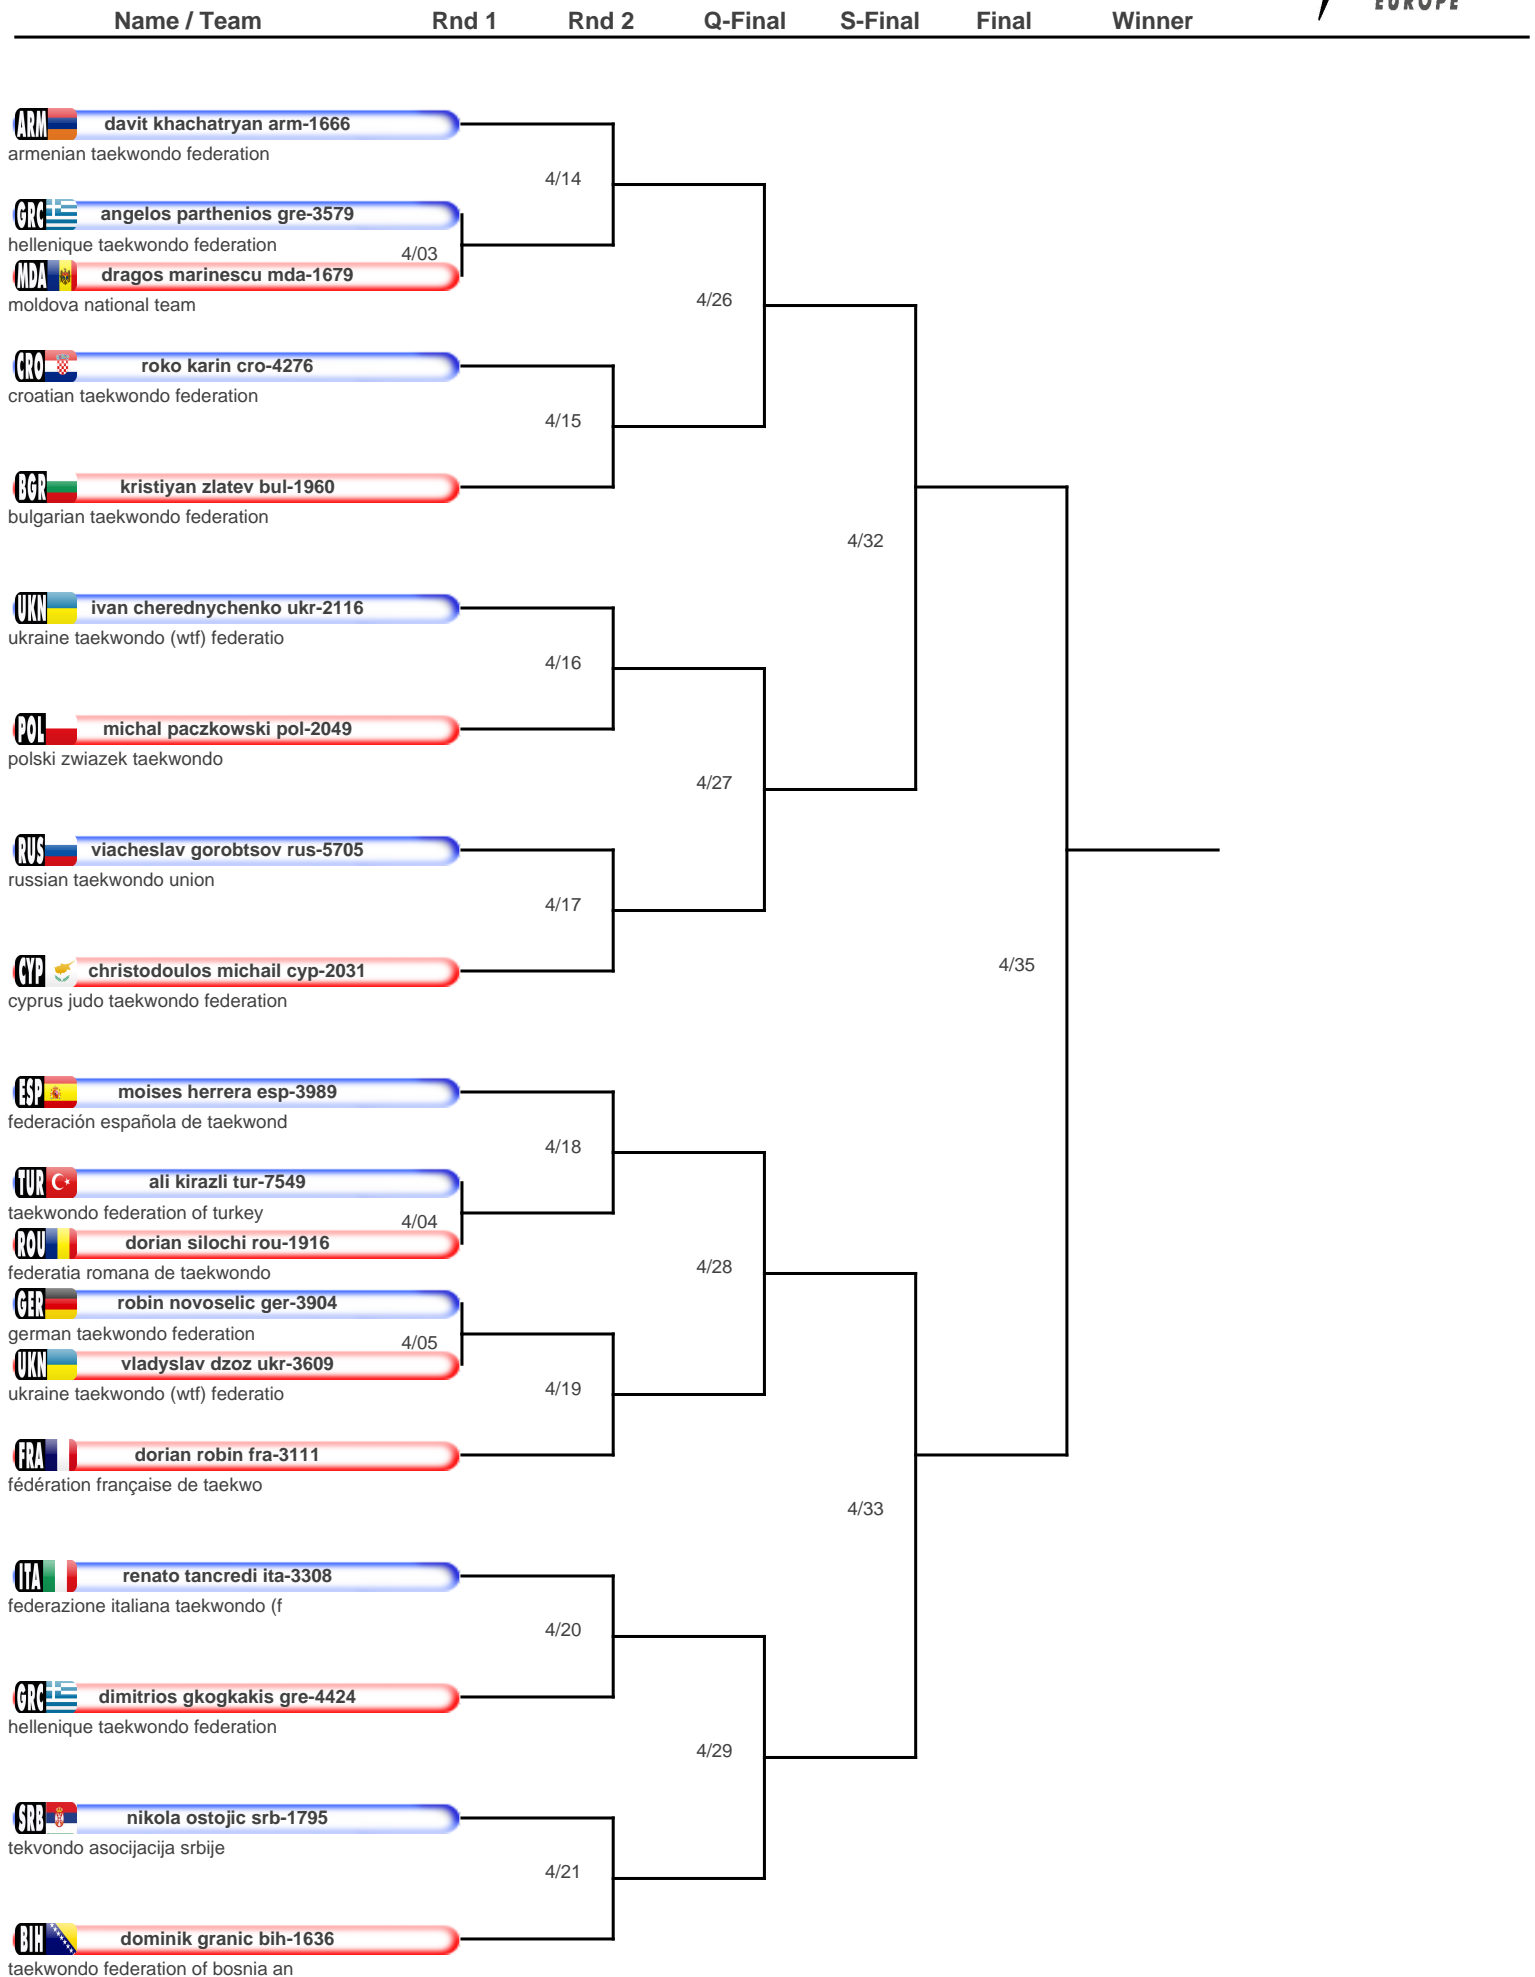 EUROPE
Name / Team Rnd 1 Rnd 2 Q-Final S-Final Final Winner
ARM davit khachatryan arm-1666
armenian taekwondo federation
4/14
GRC angelos parthenios gre-3579
hellenique taekwondo federation
4/03
MDA dragos marinescu mda-1679
moldova national team
4/26
CRO roko karin cro-4276
croatian taekwondo federation
4/15
BGR kristiyan zlatev bul-1960
bulgarian taekwondo federation
4/32
UKN ivan cherednychenko ukr-2116
ukraine taekwondo (wtf) federatio
4/16
POL michal paczkowski pol-2049
polski zwiazek taekwondo
4/27
RUS viacheslav gorobtsov rus-5705
russian taekwondo union
4/17
CYP christodoulos michail cyp-2031
4/35
cyprus judo taekwondo federation
ESP moises herrera esp-3989
federación española de taekwond
4/18
TUR ali kirazli tur-7549
taekwondo federation of turkey
4/04
ROU dorian silochi rou-1916
federatia romana de taekwondo
4/28
GER robin novoselic ger-3904
german taekwondo federation
4/05
UKN vladyslav dzoz ukr-3609
ukraine taekwondo (wtf) federatio
4/19
FRA dorian robin fra-3111
fédération française de taekwo
4/33
ITA renato tancredi ita-3308
federazione italiana taekwondo (f
4/20
GRC dimitrios gkogkakis gre-4424
hellenique taekwondo federation
4/29
SRB nikola ostojic srb-1795
tekvondo asocijacija srbije
4/21
BIH dominik granic bih-1636
taekwondo federation of bosnia an